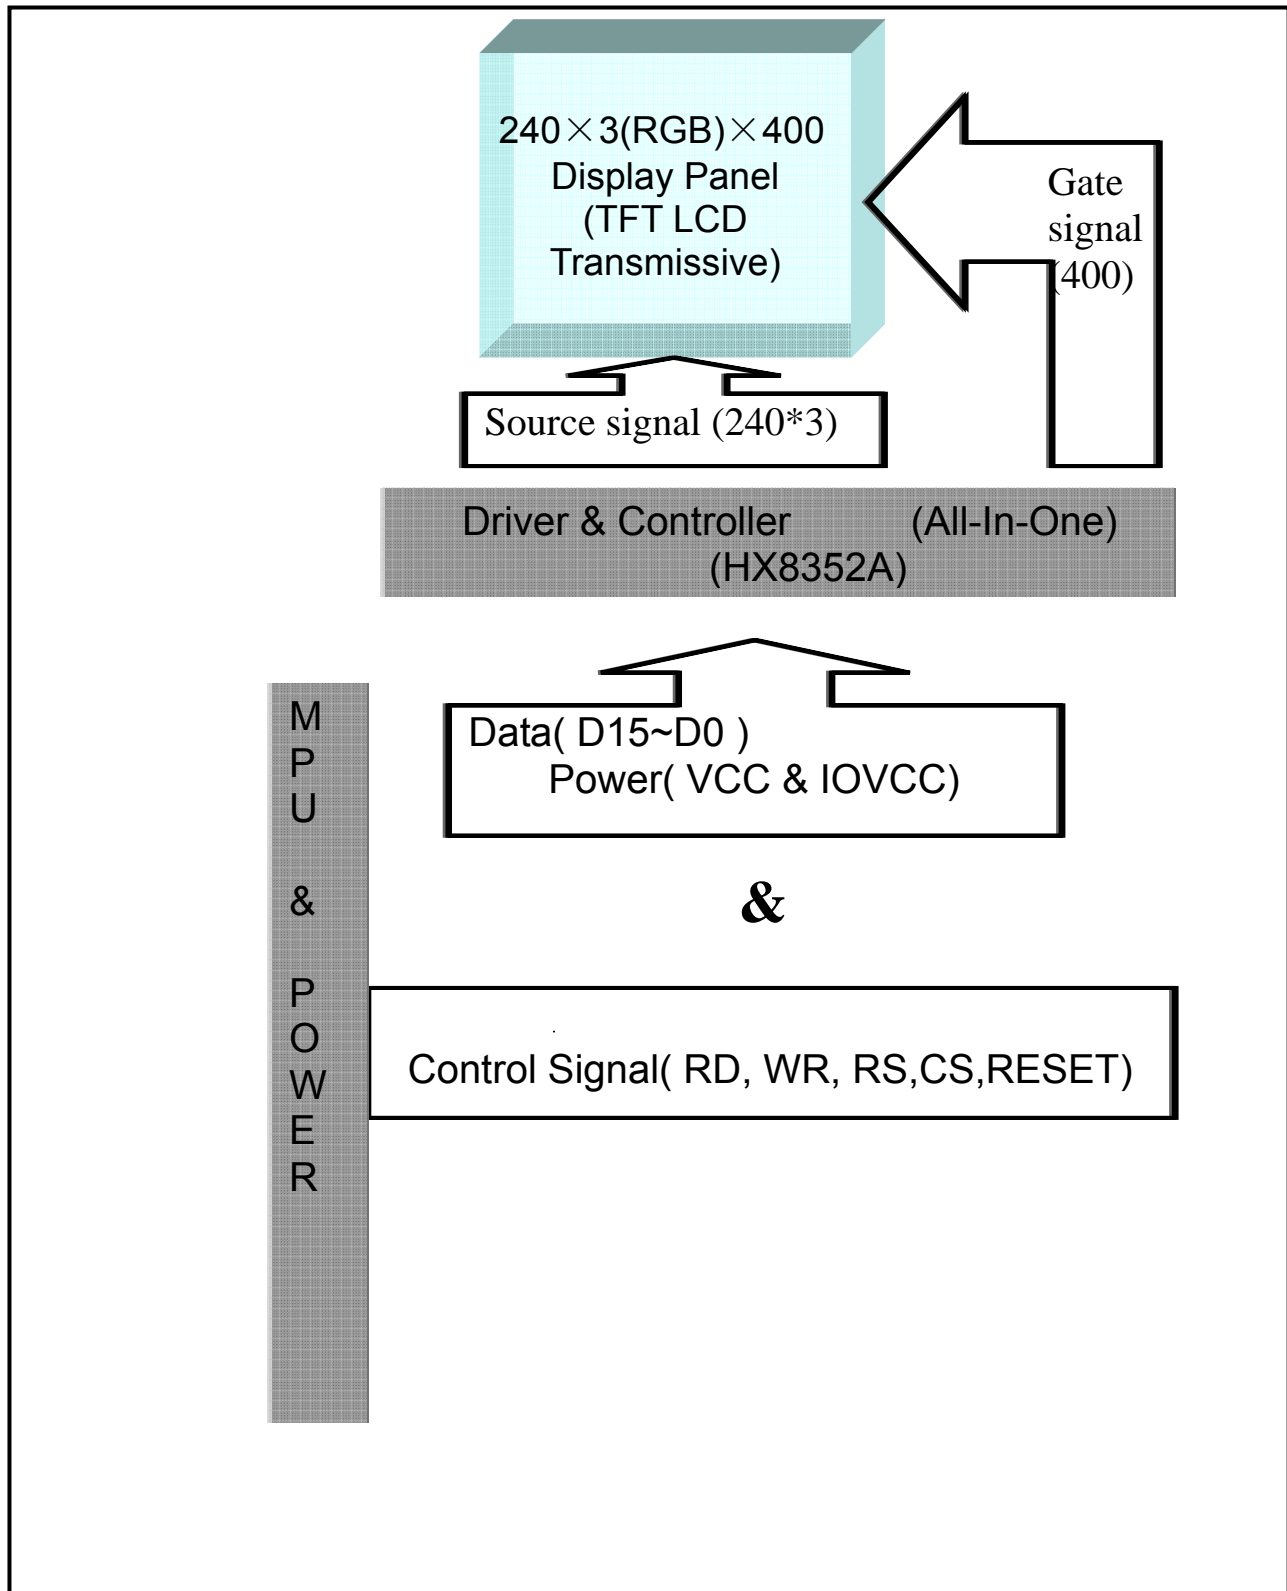 240×3(RGB)×400
Display Panel
(TFT LCD
Transmissive)
Gate
signal
(400)
Source signal (240*3)
Driver & Controller (All-In-One)
(HX8352A)
M
P
U
&
P
O
W
E
R
Data( D15~D0 )
Power( VCC & IOVCC)
&
Control Signal( RD, WR, RS,CS,RESET)